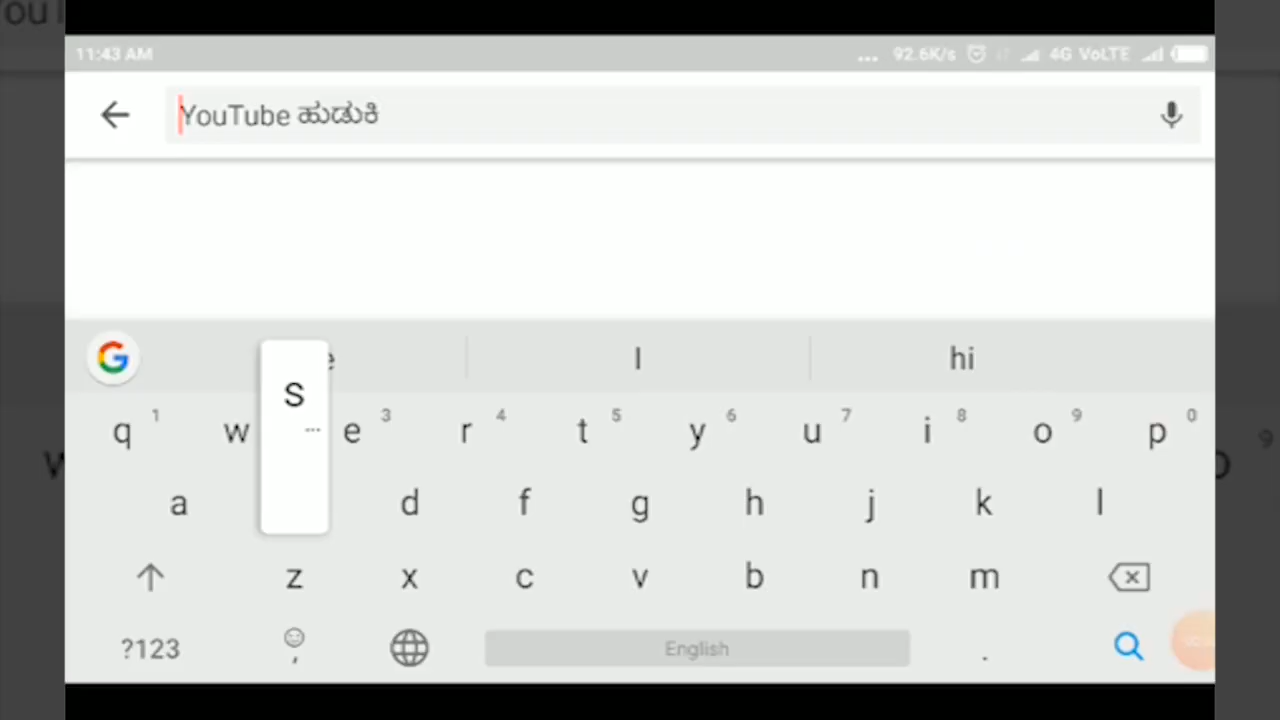 11:43 AM ... 92.6K/s 4G VoLTE
YouTube ಹುಡುಕಿ
I hi
S
q 1 w e 3 r 4 t 5 y 6 u 7 i 8 o 9 p 0
a d f g h j k l
z x c v b n m
?123 , English .